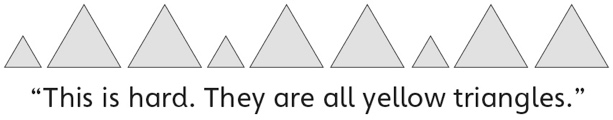 “This is hard. They are all yellow triangles.”